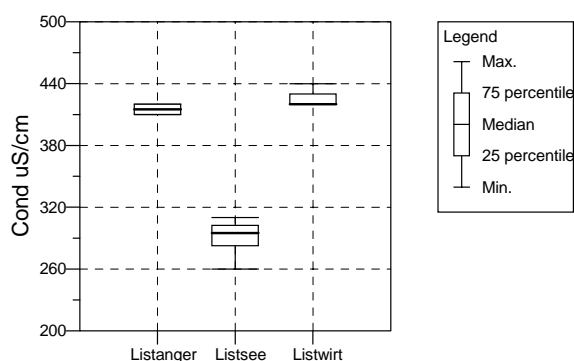 500
440
380
320
260
200
Cond uS/cm
Listanger
Listsee
Listwirt
Legend
Max.
75 percentile
Median
25 percentile
Min.